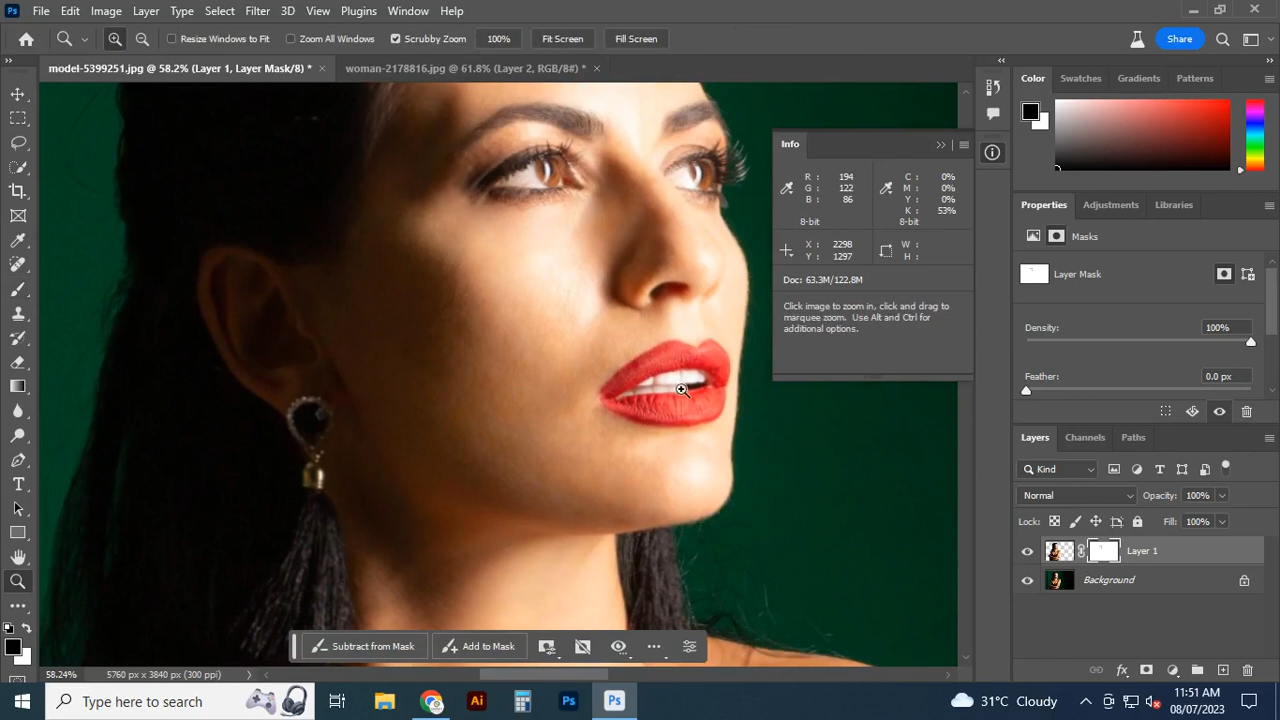 Ps File Edit Image Layer Type Select Filter 3D View Plugins Window Help
Resize Windows to Fit Zoom All Windows Scrubby Zoom 100% Fit Screen Fill Screen Share
model-5399251.jpg @ 58.2% (Layer 1, Layer Mask/8) * × woman-2178816.jpg @ 61.8% (Layer 2, RGB/8#) * ×
Color Swatches Gradients Patterns
Info
R : 194 C : 0%
G : 122 M : 0%
B : 86 Y : 0%
K : 53%
8-bit 8-bit
X : 2298 W :
Y : 1297 H :
Doc: 63.3M/122.8M
Click image to zoom in, click and drag to
marquee zoom. Use Alt and Ctrl for
additional options.
Properties Adjustments Libraries
Masks
Layer Mask
Density: 100%
Feather: 0.0 px
Layers Channels Paths
Kind
Normal Opacity: 100%
Lock: Fill: 100%
Layer 1
Background
Subtract from Mask Add to Mask
58.24% 5760 px x 3840 px (300 ppi)
Type here to search Ai Ps Ps 31°C Cloudy 11:51 AM
08/07/2023